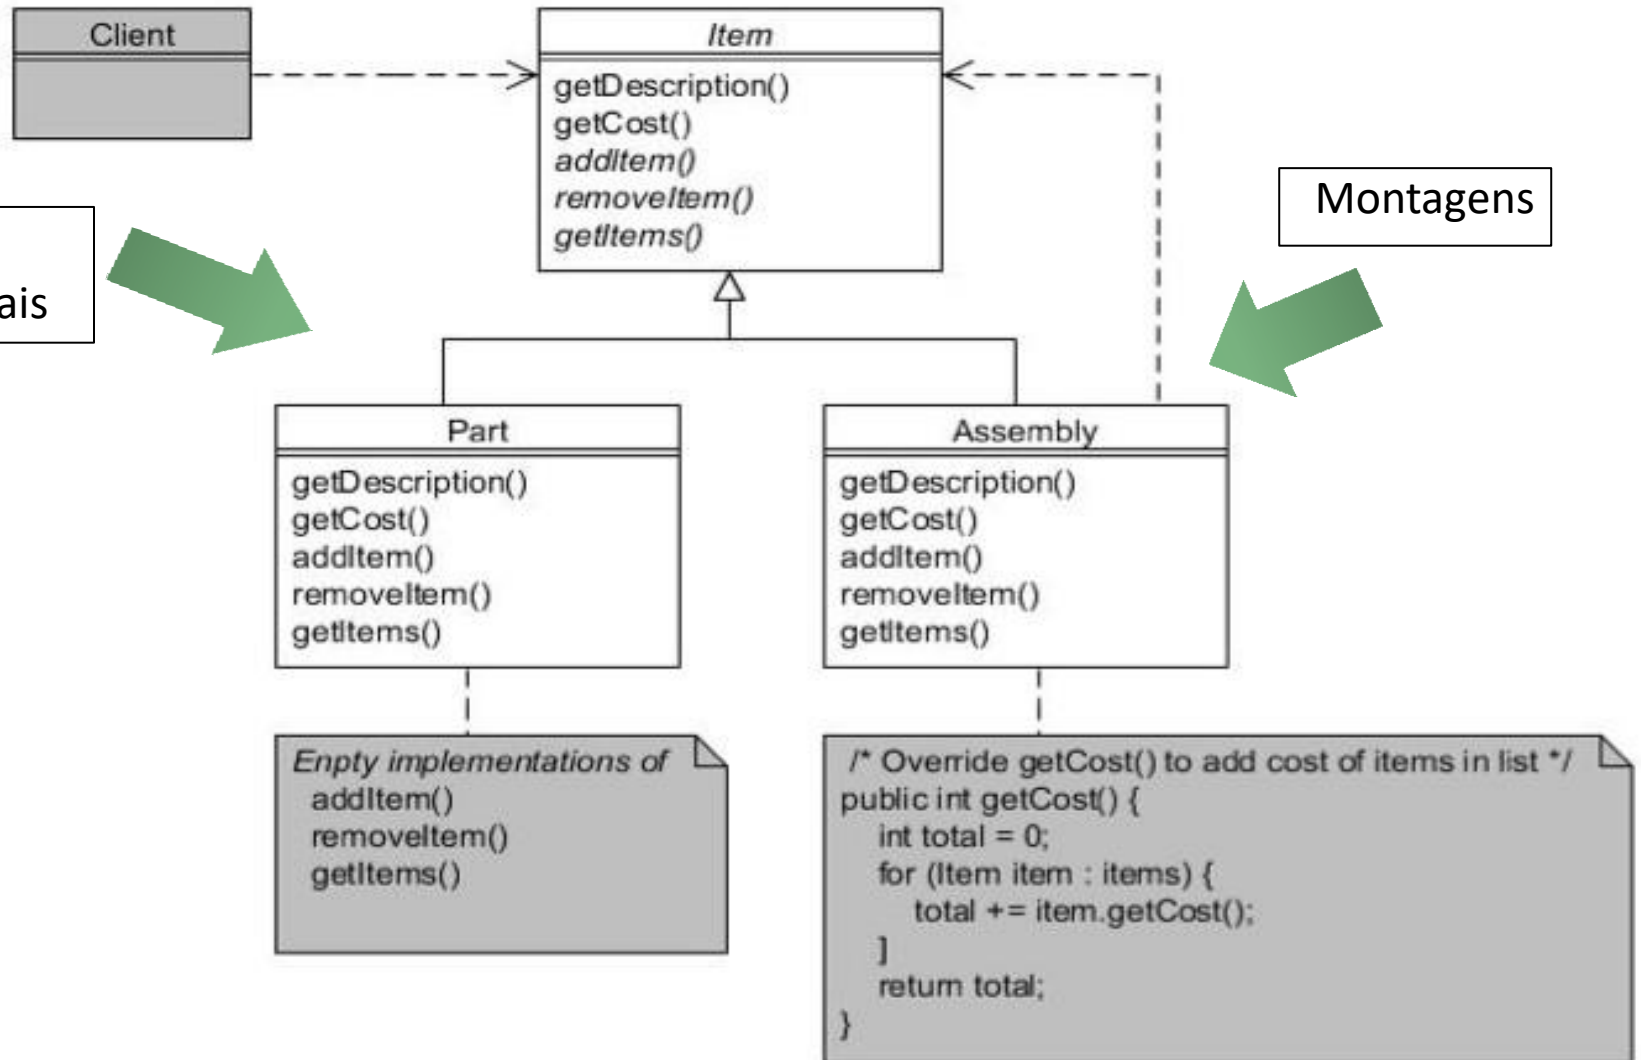 Client
Item
getDescription()
getCost()
addItem()
removeItem()
getItems()
Montagens
ais
Part
getDescription()
getCost()
addItem()
removeItem()
getItems()
Assembly
getDescription()
getCost()
addItem()
removeItem()
getItems()
Enpty implementations of
addItem()
removeItem()
getItems()
/* Override getCost() to add cost of items in list */
public int getCost() {
int total = 0;
for (Item item : items) {
total += item.getCost();
]
return total;
}